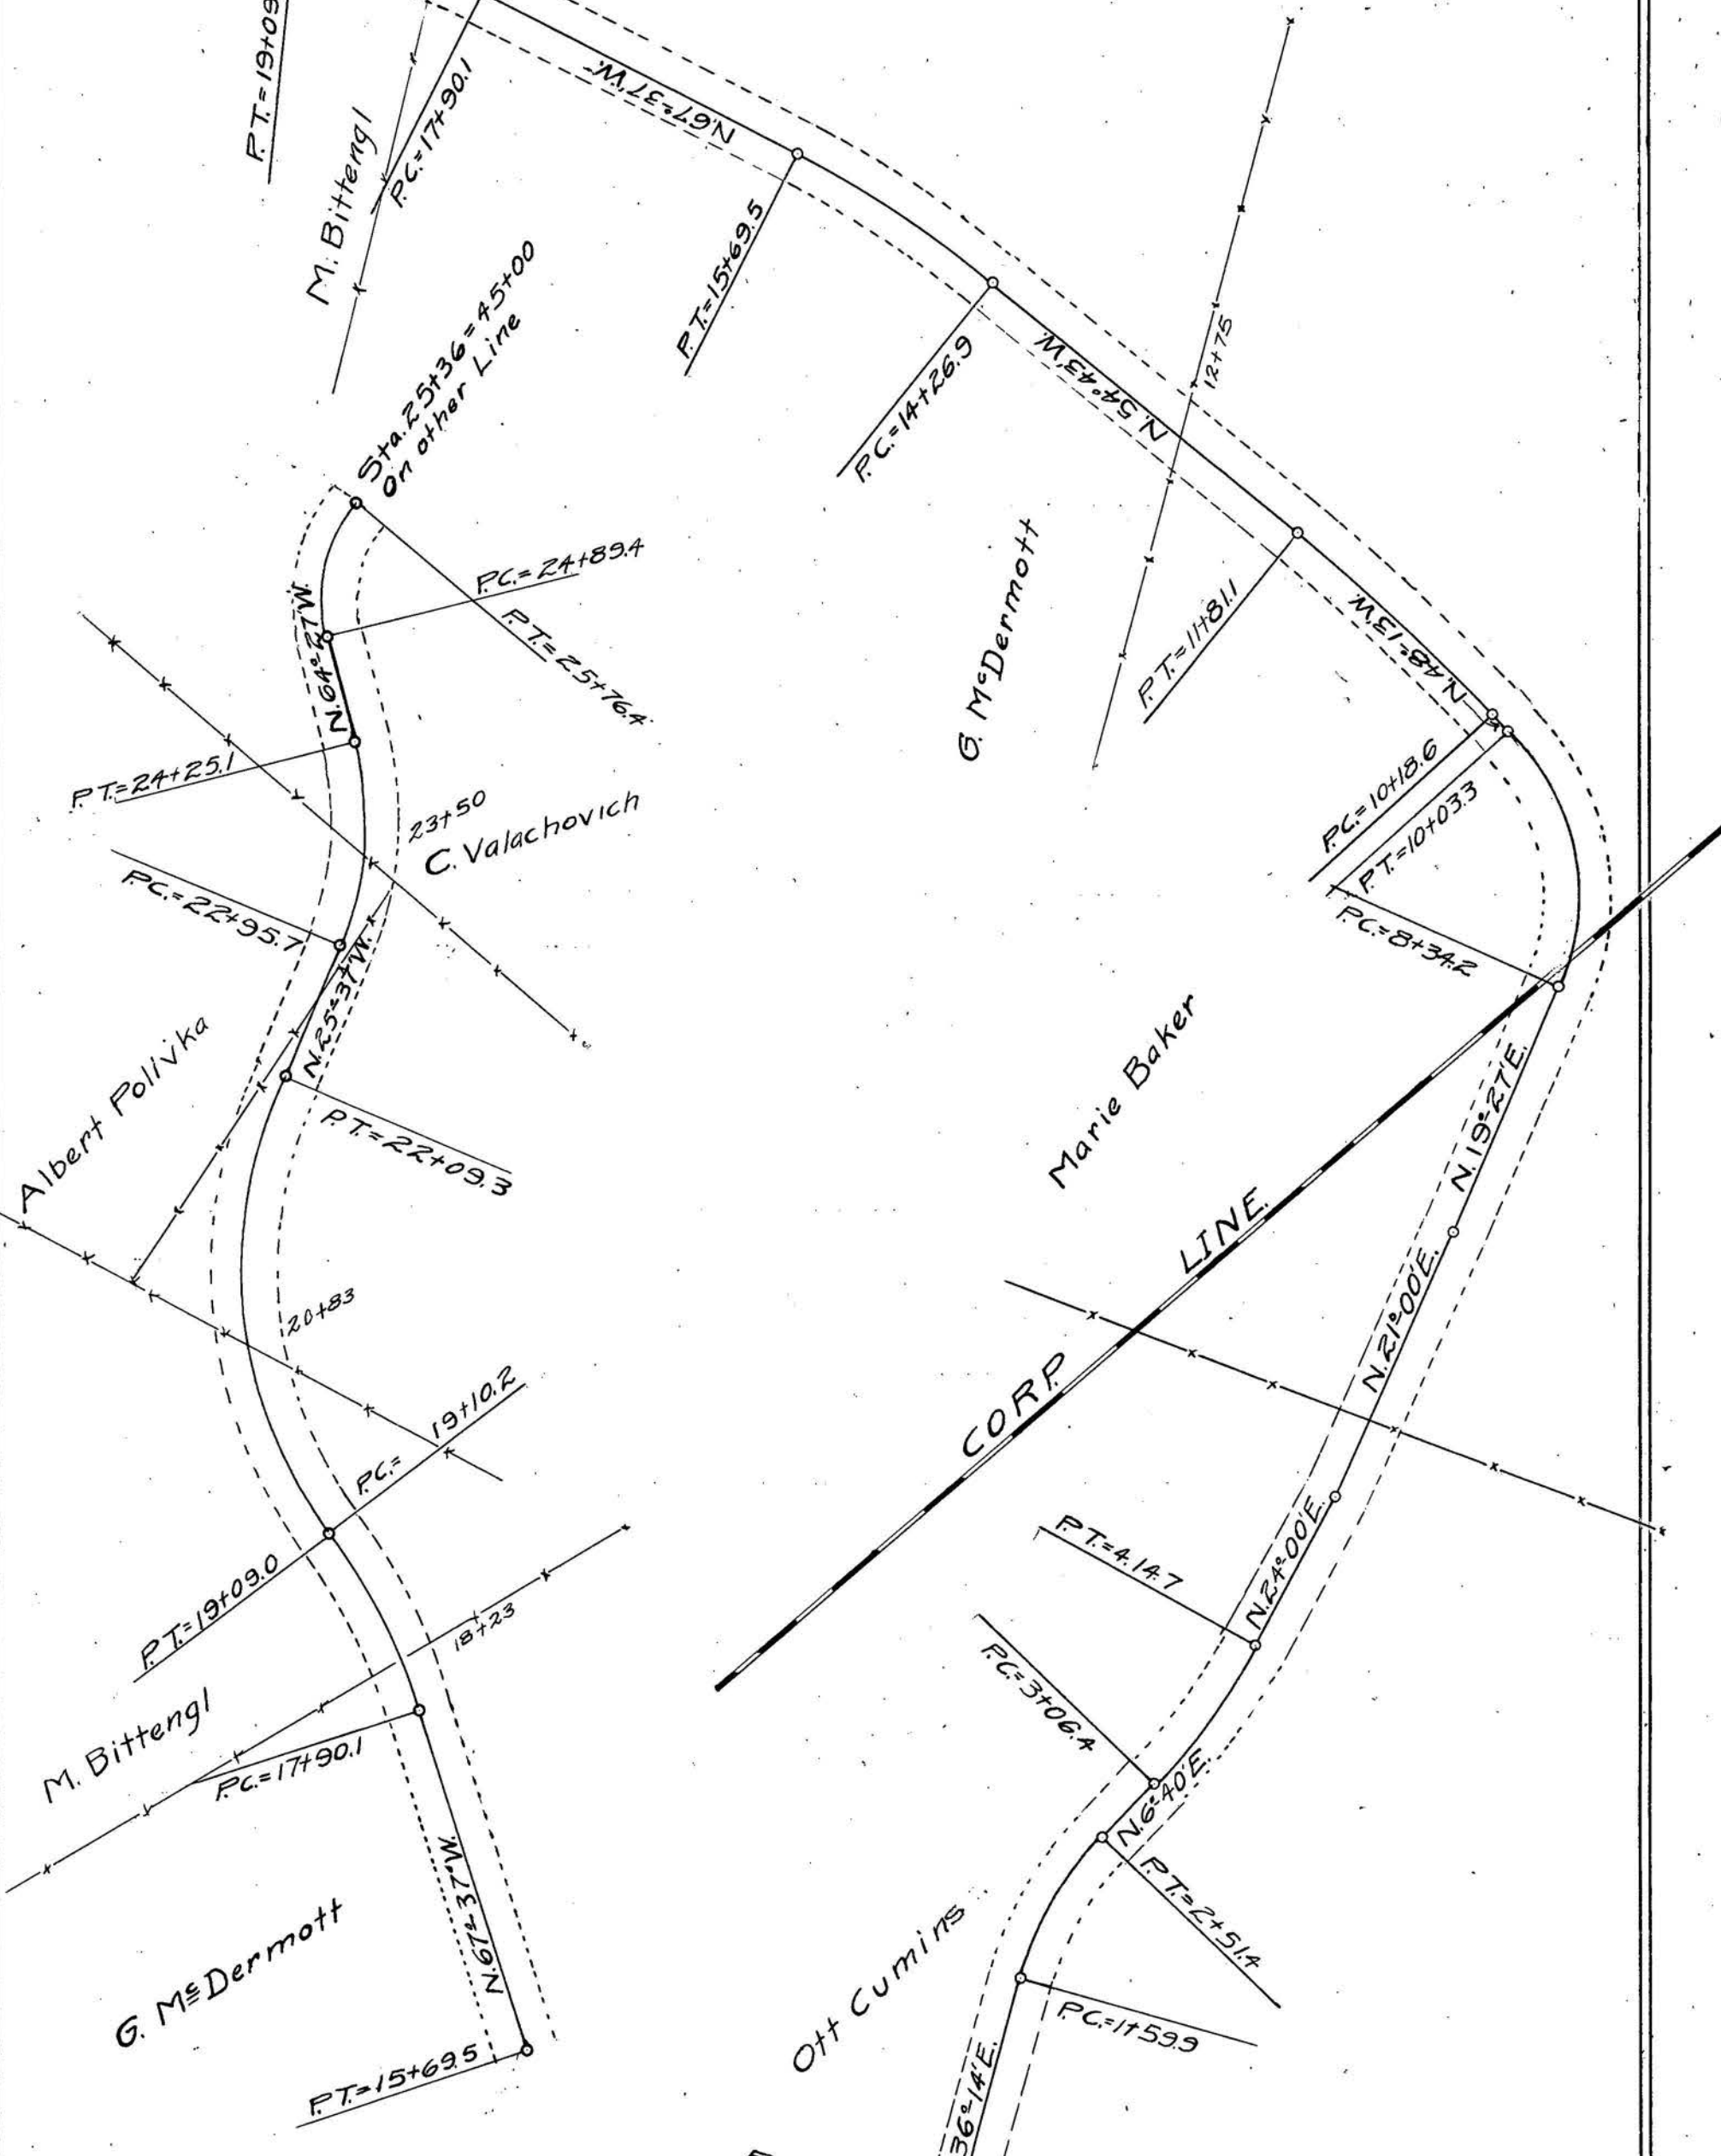 P.T.=19+09
M. Bittengl
P.C.=17+90.1
N.67°-37'W.
P.T.=15+69.5
Sta. 25+36=45+00
On other Line
P.C.=14+26.9
N.54°43'W.
12+75
P.C.=24+89.4
P.T.=25+76.4
N.64°-27'W.
G. McDermott
P.T.=11+81.1
N.48°-13'W.
P.T.=24+25.1
23+50
C. Valachovich
P.C.=10+18.6
P.T.=10+03.3
P.C.=22+95.7
P.C.=8+34.2
N.25°-37'W.
Albert Polivka
P.T.=22+09.3
Marie Baker
N.19°-27'E.
CORP. LINE.
N.21°-00'E.
20+83
P.C.= 19+10.2
N.24°-00'E.
P.T.=4.14.7
P.T.=19+09.0
18+23
P.C.=3+06.4
M. Bittengl
P.C.=17+90.1
N.6°-40'E.
P.T.=2+51.4
N.67°-37'W.
G. McDermott
Ott Cumins
P.C.=1+59.9
P.T.=15+69.5
36°-14'E.